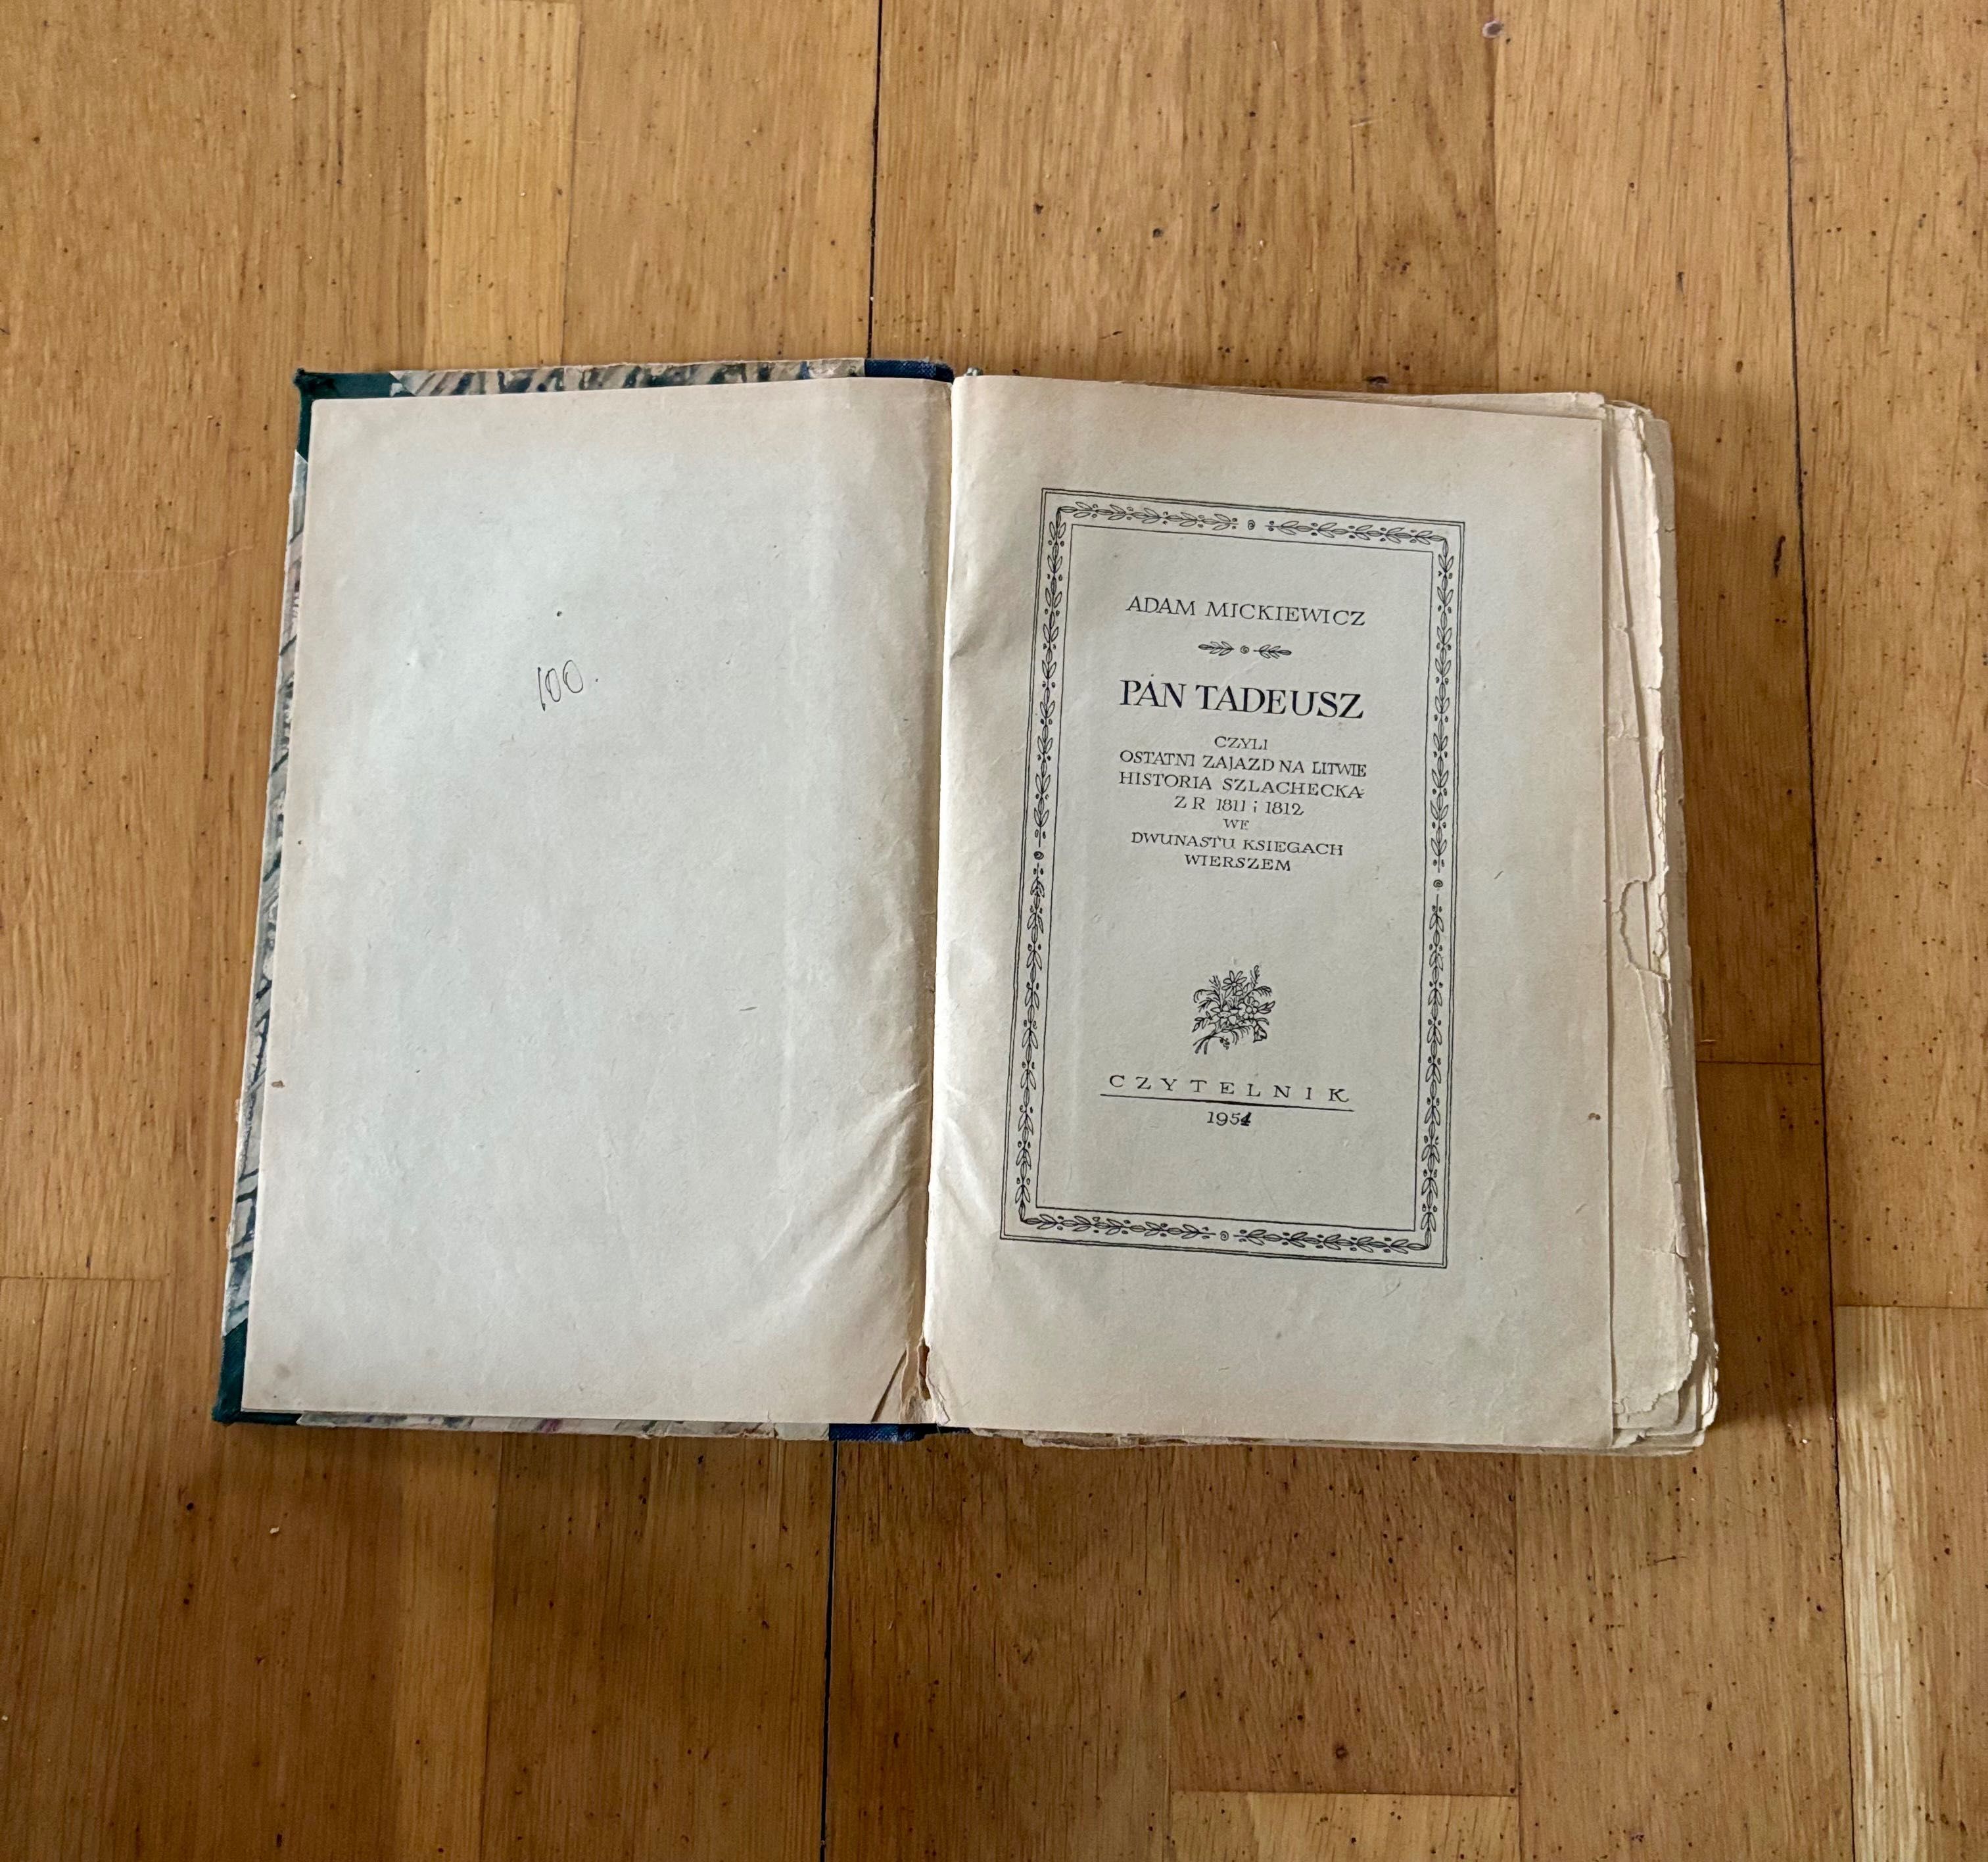 100.
ADAM MICKIEWICZ
PAN TADEUSZ
CZYLI
OSTATNI ZAJAZD NA LITWIE
HISTORIA SZLACHECKA
Z R 1811 i 1812
WE
DWUNASTU KSIEGACH
WIERSZEM
CZYTELNIK
1954